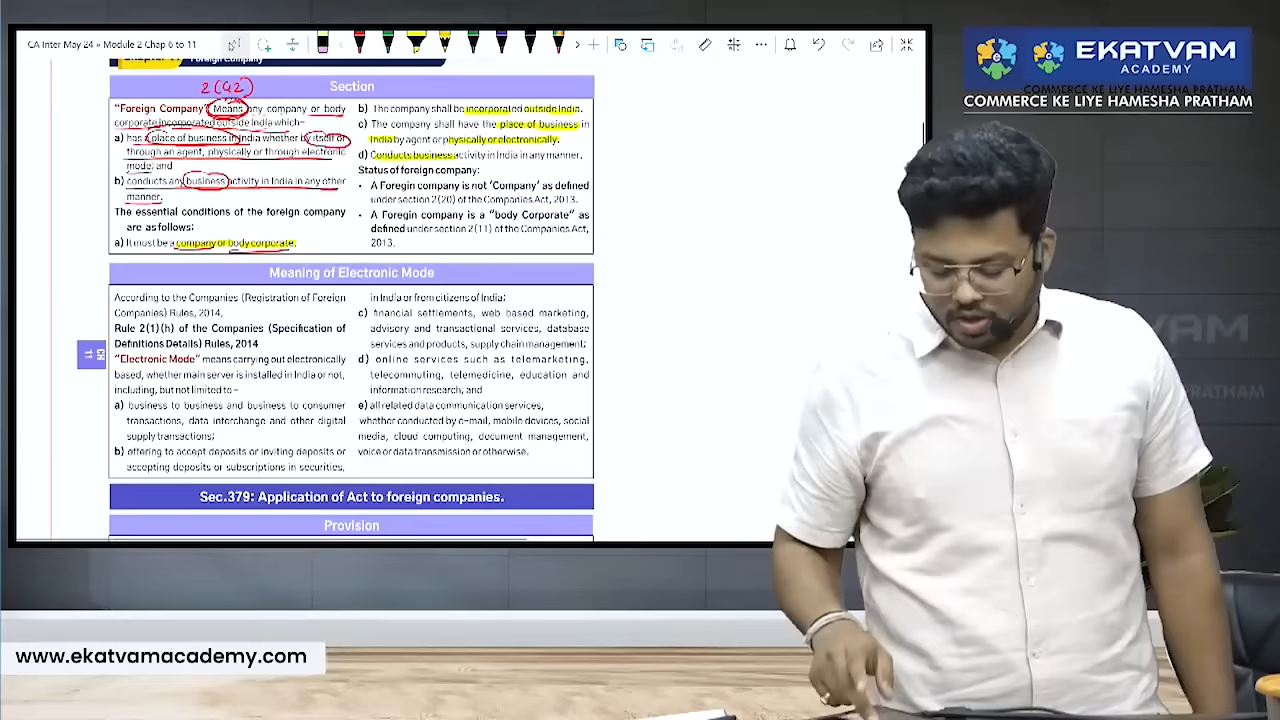 CA Inter May 24 » Module 2 Chap 6 to 11
Foreign Company
2(42)
Section
"Foreign Company" Means any company or body
corporate incorporated outside India which–
a) has a place of business in India whether by itself or
through an agent, physically or through electronic
mode; and
b) conducts any business activity in India in any other
manner.
The essential conditions of the foreign company
are as follows:
a) It must be a company or body corporate.
b) The company shall be incorporated outside India.
c) The company shall have the place of business in
India by agent or physically or electronically.
d) Conducts business activity in India in any manner.
Status of foreign company:
• A Foregin company is not 'Company' as defined
under section 2(20) of the Companies Act, 2013.
• A Foregin company is a "body Corporate" as
defined under section 2(11) of the Companies Act,
2013.
Meaning of Electronic Mode
According to the Companies (Registration of Foreign
Companies) Rules, 2014,
Rule 2(1)(h) of the Companies (Specification of
Definitions Details) Rules, 2014
"Electronic Mode" means carrying out electronically
based, whether main server is installed in India or not,
including, but not limited to–
a) business to business and business to consumer
transactions, data interchange and other digital
supply transactions;
b) offering to accept deposits or inviting deposits or
accepting deposits or subscriptions in securities,
in India or from citizens of India;
c) financial settlements, web based marketing,
advisory and transactional services, database
services and products, supply chain management;
d) online services such as telemarketing,
telecommuting, telemedicine, education and
information research; and
e) all related data communication services,
whether conducted by e-mail, mobile devices, social
media, cloud computing, document management,
voice or data transmission or otherwise.
CH
11
Sec.379: Application of Act to foreign companies.
Provision
EKATVAM
ACADEMY
COMMERCE KE LIYE HAMESHA PRATHAM
COMMERCE KE LIYE HAMESHA PRATHAM
VAM
PRATHAM
www.ekatvamacademy.com